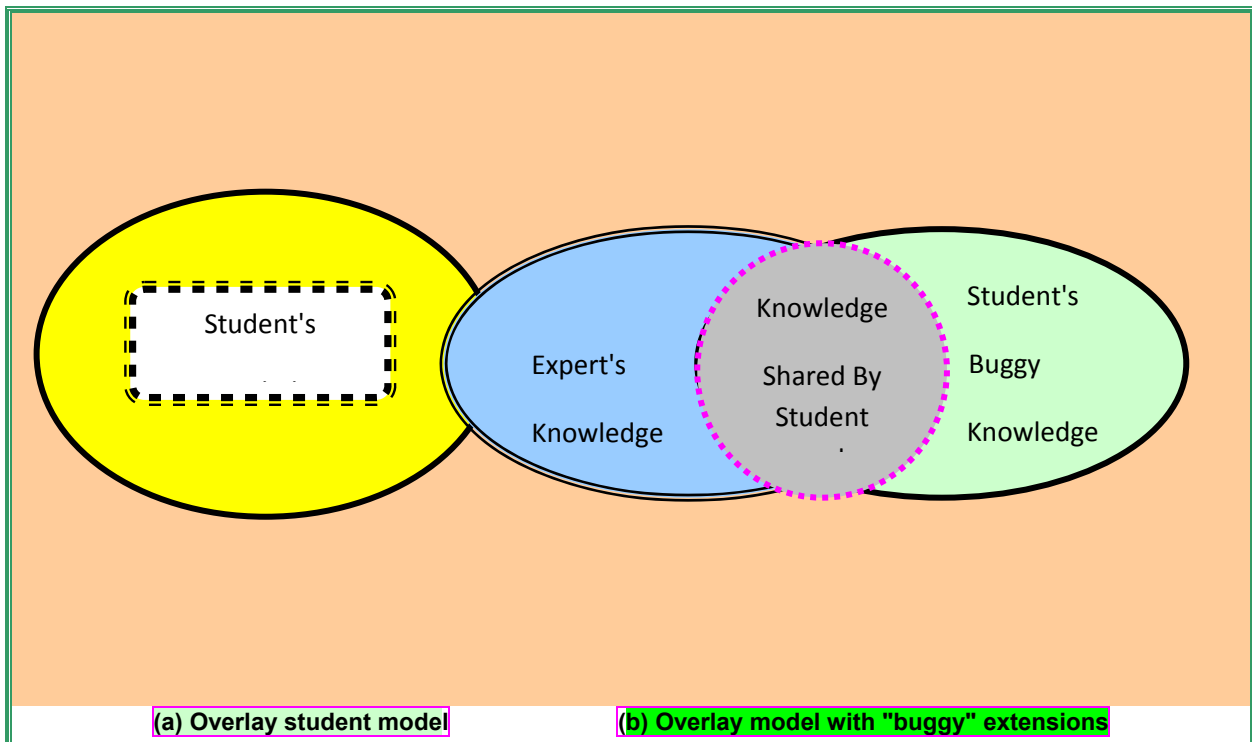 Student's
Expert's
Knowledge
Knowledge
Shared By
Student
Student's
Buggy
Knowledge
(a) Overlay student model
(b) Overlay model with "buggy" extensions